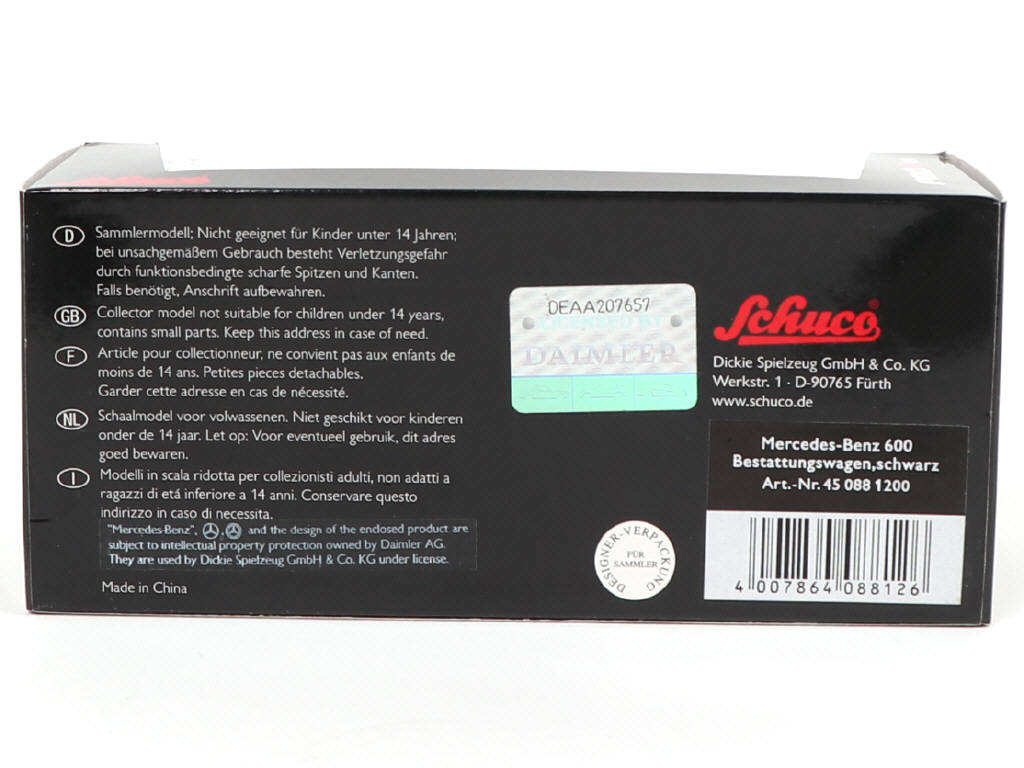 D Sammlermodell; Nicht geeignet für Kinder unter 14 Jahren;
bei unsachgemäßem Gebrauch besteht Verletzungsgefahr
durch funktionsbedingte scharfe Spitzen und Kanten.
Falls benötigt, Anschrift aufbewahren.
GB Collector model not suitable for children under 14 years,
contains small parts. Keep this address in case of need.
F Article pour collectionneur, ne convient pas aux enfants de
moins de 14 ans. Petites pieces detachables.
Garder cette adresse en cas de nécessité.
NL Schaalmodel voor volwassenen. Niet geschikt voor kinderen
onder de 14 jaar. Let op: Voor eventueel gebruik, dit adres
goed bewaren.
I Modelli in scala ridotta per collezionisti adulti, non adatti a
ragazzi di etá inferiore a 14 anni. Conservare questo
indirizzo in caso di necessita.
"Mercedes-Benz", , and the design of the enclosed product are
subject to intellectual property protection owned by Daimler AG.
They are used by Dickie Spielzeug GmbH & Co. KG under license.
Made in China
DEAA207657
LICENSED BY
DAIMLER
DESIGNER-VERPACKUNG
FÜR
SAMMLER
Schuco®
Dickie Spielzeug GmbH & Co. KG
Werkstr. 1 · D-90765 Fürth
www.schuco.de
Mercedes-Benz 600
Bestattungswagen,schwarz
Art.-Nr. 45 088 1200
4 007864 088126